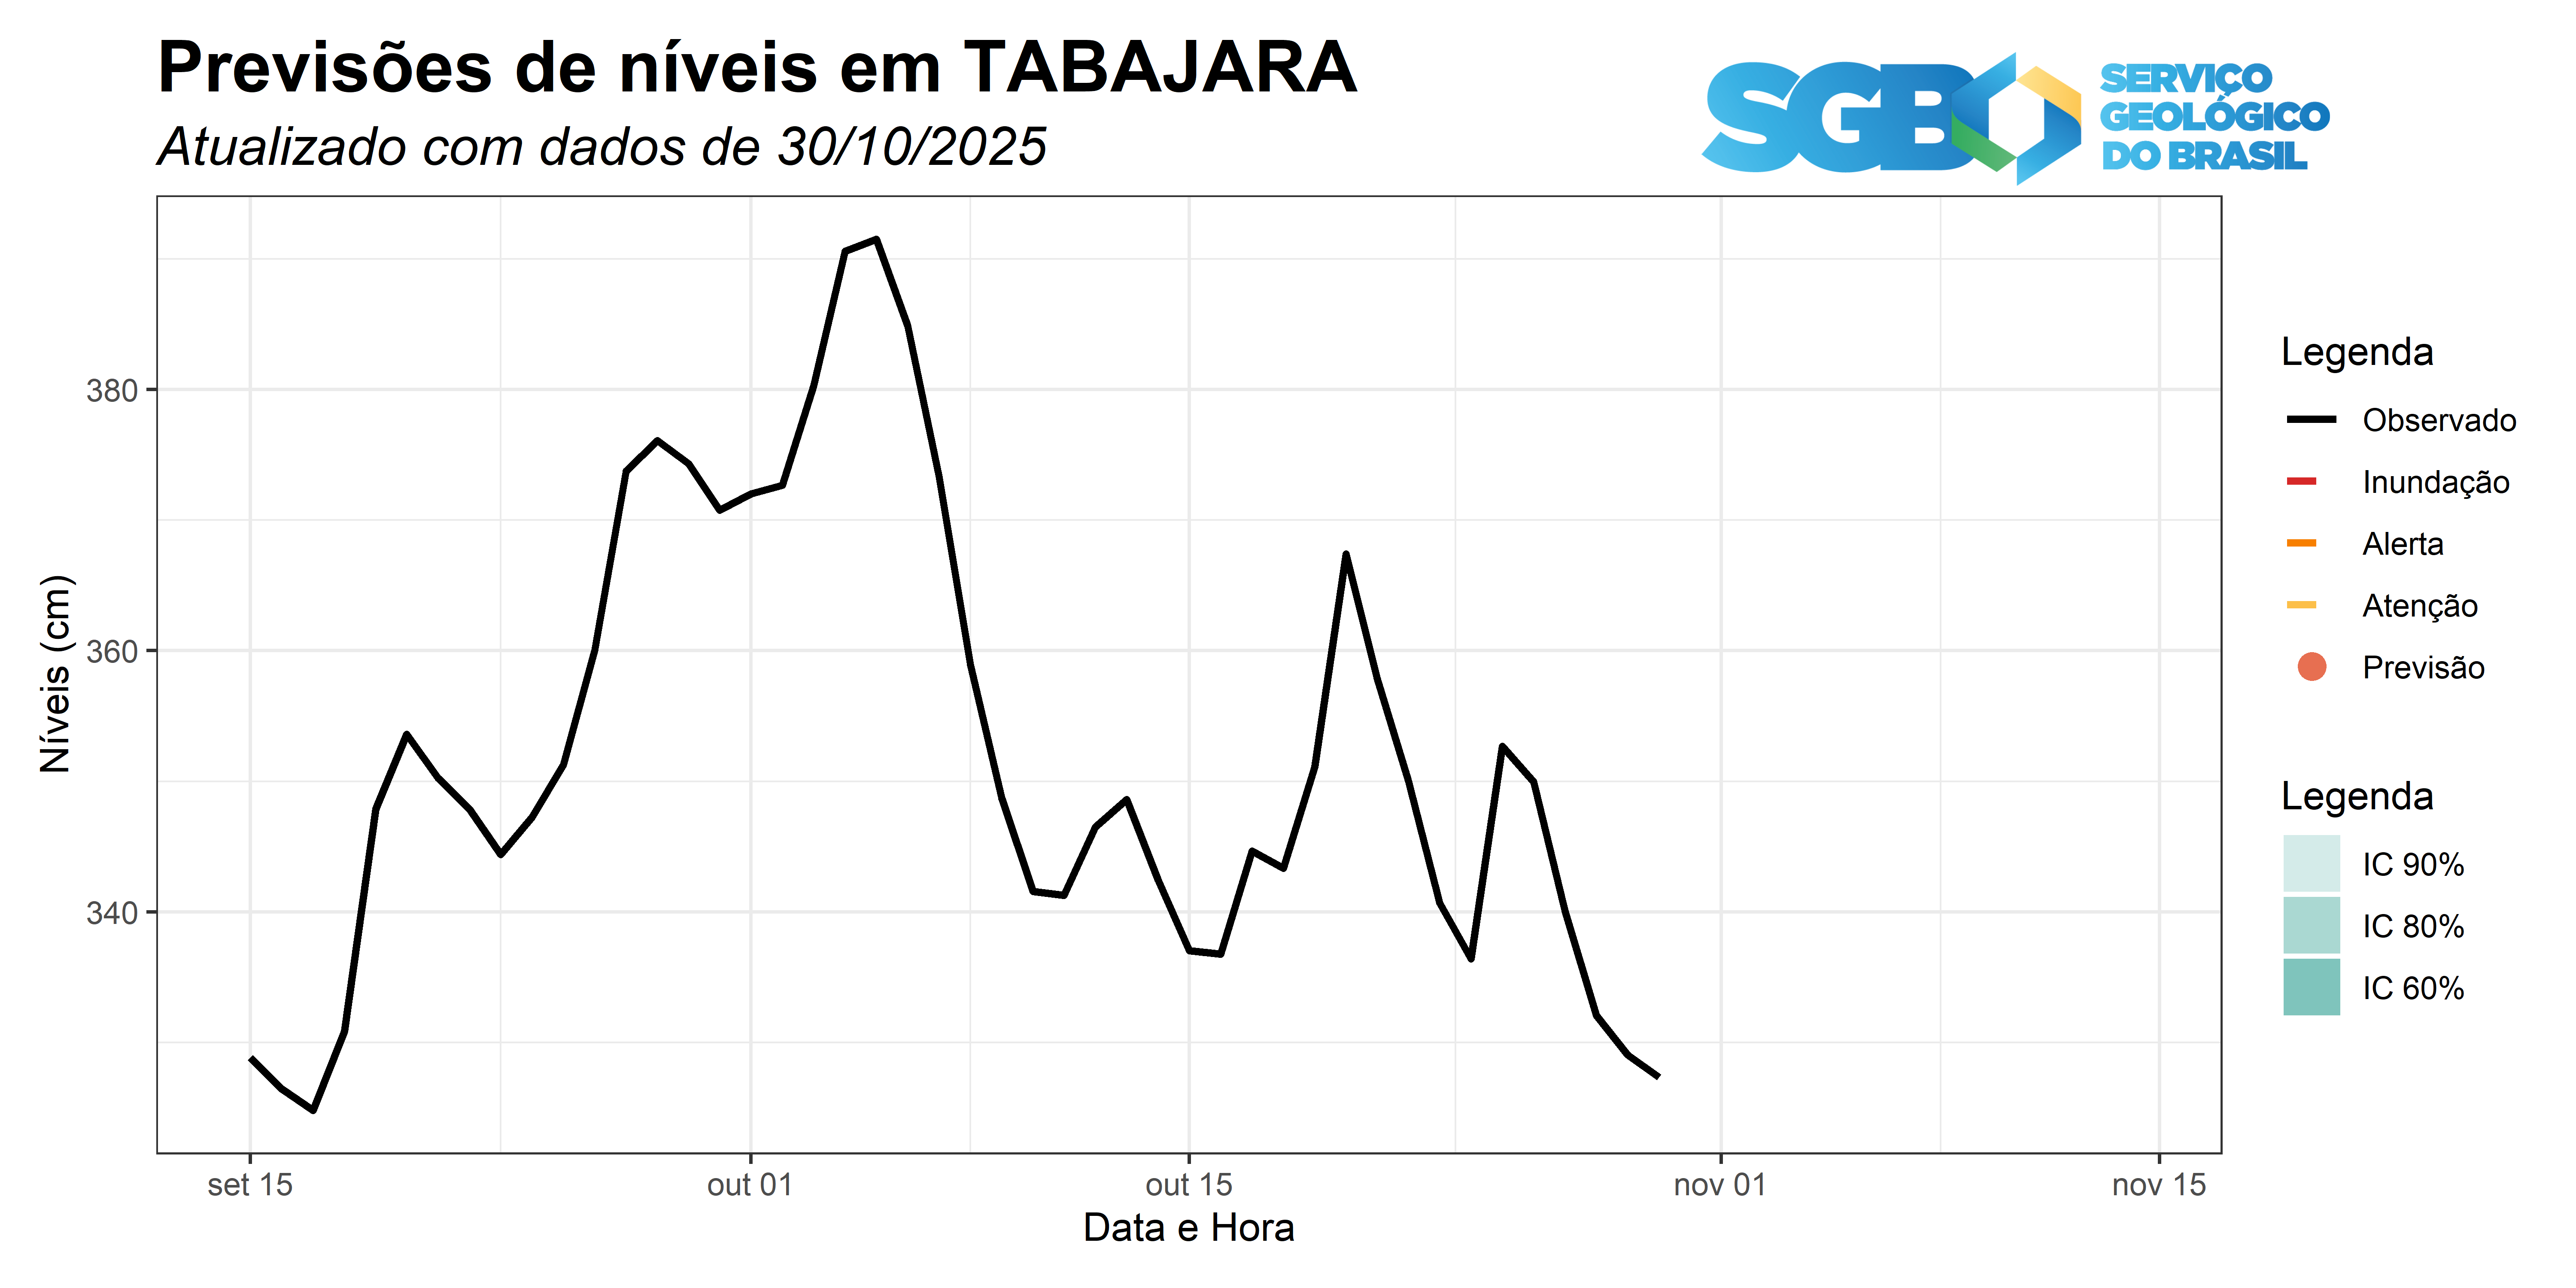 Previsões de níveis em TABAJARA
Atualizado com dados de 30/10/2025
SGB
SERVIÇO
GEOLÓGICO
DO BRASIL
Níveis (cm)
380
360
340
set 15
out 01
out 15
nov 01
nov 15
Data e Hora
Legenda
Observado
Inundação
Alerta
Atenção
Previsão
Legenda
IC 90%
IC 80%
IC 60%